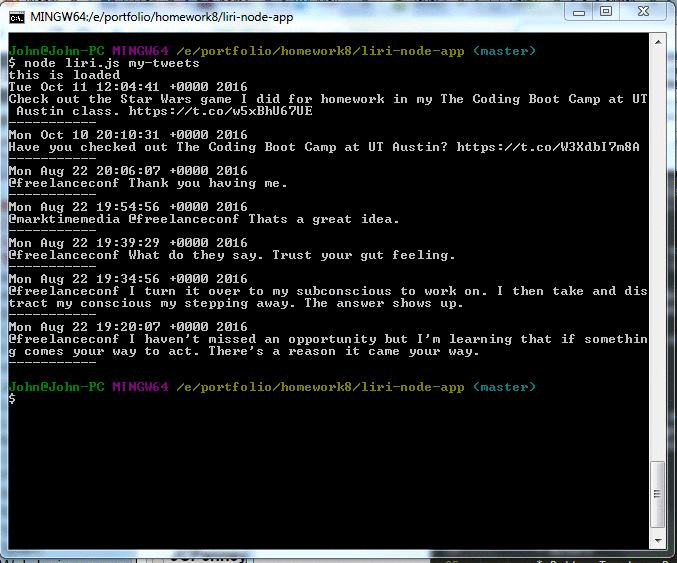 MINGW64:/e/portfolio/homework8/liri-node-app
John@John-PC MINGW64 /e/portfolio/homework8/liri-node-app (master)
$ node liri.js my-tweets
this is loaded
Tue Oct 11 12:04:41 +0000 2016
Check out the Star Wars game I did for homework in my The Coding Boot Camp at UT
 Austin class. https://t.co/w5xBhU67UE
-----------
Mon Oct 10 20:10:31 +0000 2016
Have you checked out The Coding Boot Camp at UT Austin? https://t.co/W3XdbI7m8A
-----------
Mon Aug 22 20:06:07 +0000 2016
@freelanceconf Thank you having me.
-----------
Mon Aug 22 19:54:56 +0000 2016
@marktimemedia @freelanceconf Thats a great idea.
-----------
Mon Aug 22 19:39:29 +0000 2016
@freelanceconf What do they say. Trust your gut feeling.
-----------
Mon Aug 22 19:34:56 +0000 2016
@freelanceconf I turn it over to my subconscious to work on. I then take and dis
tract my conscious my stepping away. The answer shows up.
-----------
Mon Aug 22 19:20:07 +0000 2016
@freelanceconf I haven't missed an opportunity but I'm learning that if somethin
g comes your way to act. There's a reason it came your way.
-----------
John@John-PC MINGW64 /e/portfolio/homework8/liri-node-app (master)
$